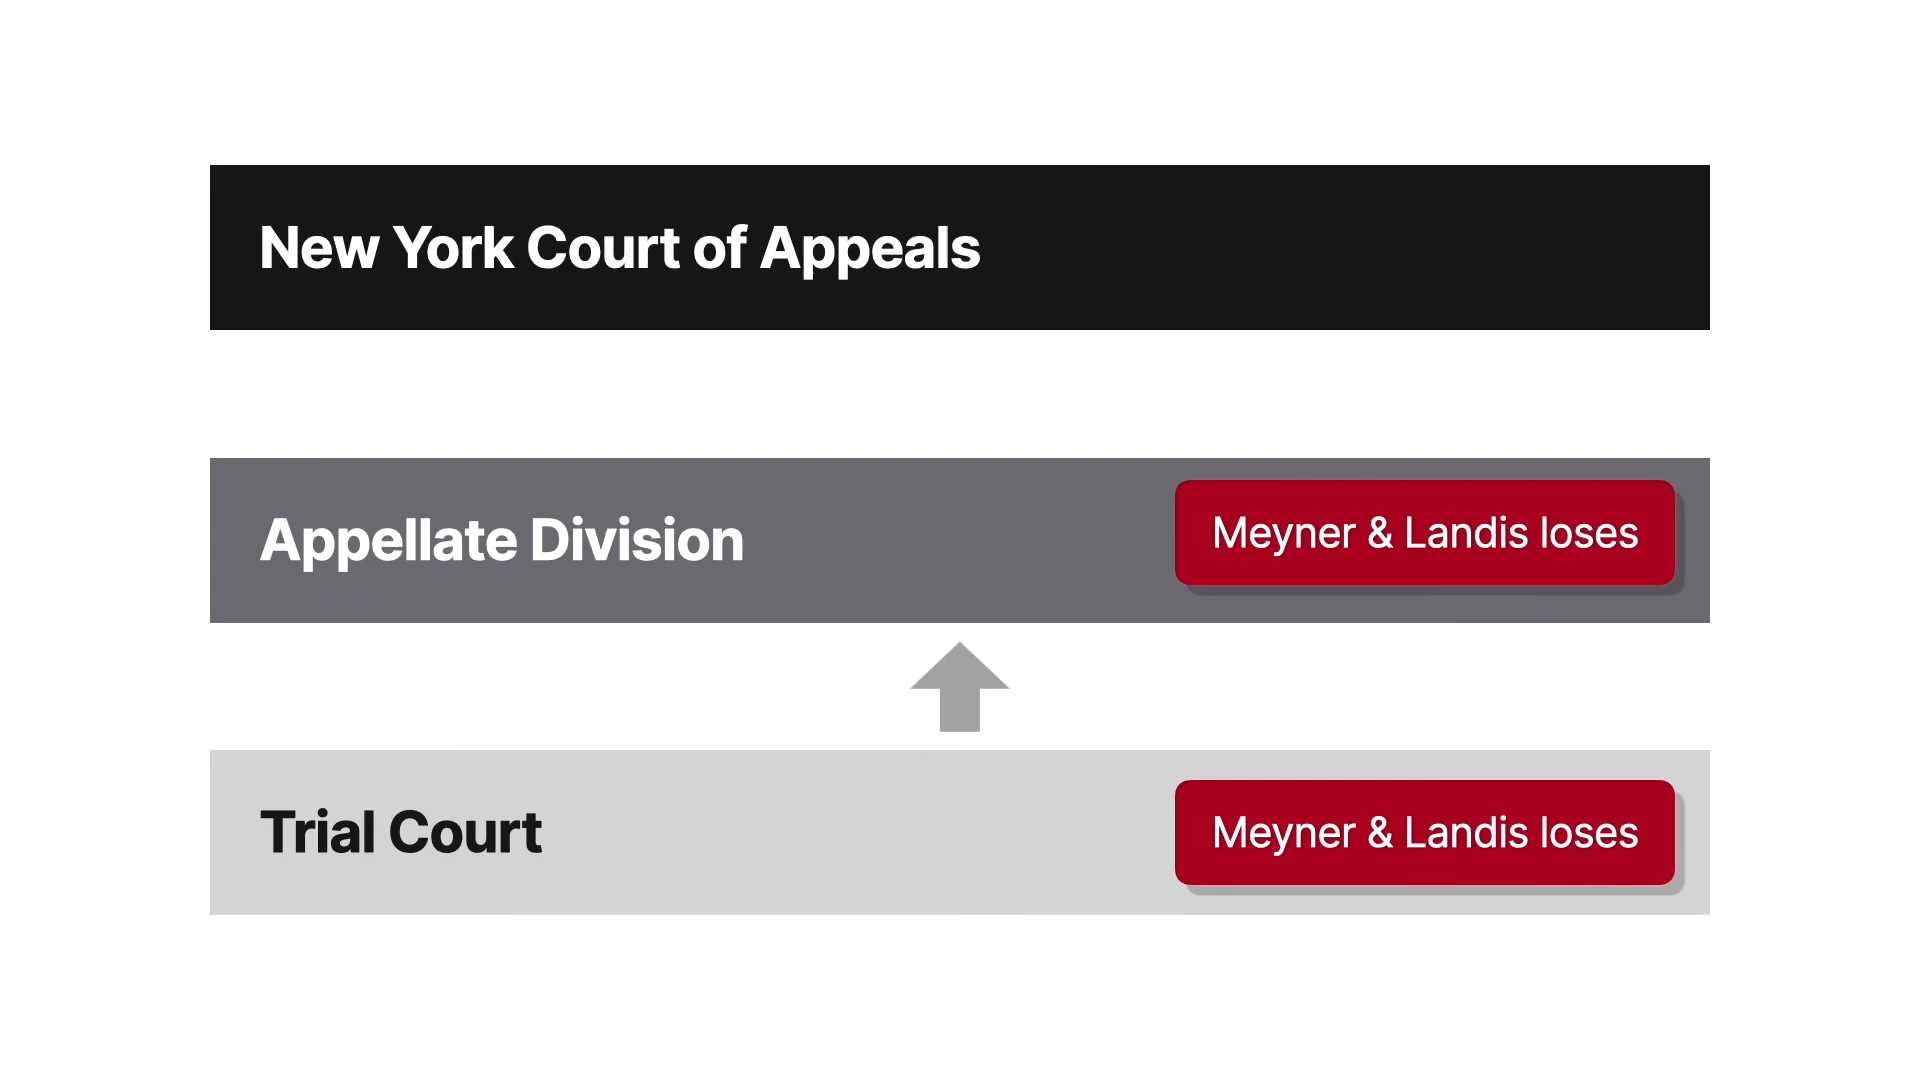 New York Court of Appeals
Appellate Division
Meyner & Landis loses
Trial Court
Meyner & Landis loses